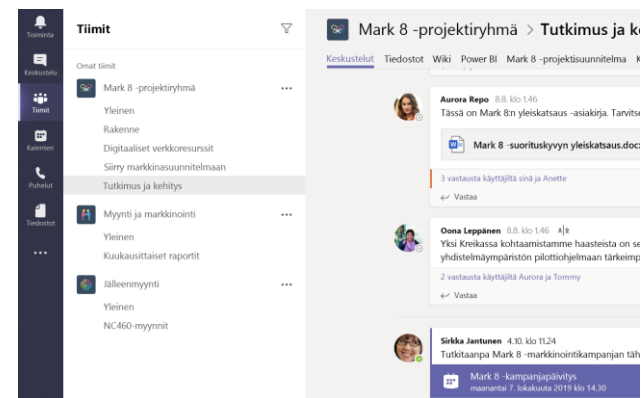 Toiminta
Keskustelu
Tiimit
Kalenteri
Puhelut
Tiedostot
Tiimit
Omat tiimit
Mark 8 -projektiryhmä
Yleinen
Rakenne
Digitaaliset verkkoresurssit
Siirry markkinasuunnitelmaan
Tutkimus ja kehitys
Myynti ja markkinointi
Yleinen
Kuukausittaiset raportit
Jälleenmyynti
Yleinen
NC460-myynnit
Mark 8 -projektiryhmä > Tutkimus ja k
Keskustelut Tiedostot Wiki Power BI Mark 8 -projektisuunnitelma K
Aurora Repo 8.8. klo 1.46
Tässä on Mark 8:n yleiskatsaus -asiakirja. Tarvits
Mark 8 -suorituskyvyn yleiskatsaus.doc
3 vastausta käyttäjiltä sinä ja Anette
Vastaa
Oona Leppänen 8.8. klo 1.46
Yksi Kreikassa kohtaamistamme haasteista on se
yhdistelmäympäristön pilottiohjelmaan tärkeimp
2 vastausta käyttäjiltä Aurora ja Tommy
Vastaa
Sirkka Jantunen 4.10. klo 11.24
Tutkitaanpa Mark 8 -markkinointikampanjan täh
Mark 8 -kampanjapäivitys
maanantai 7. lokakuuta 2019 klo 14.30